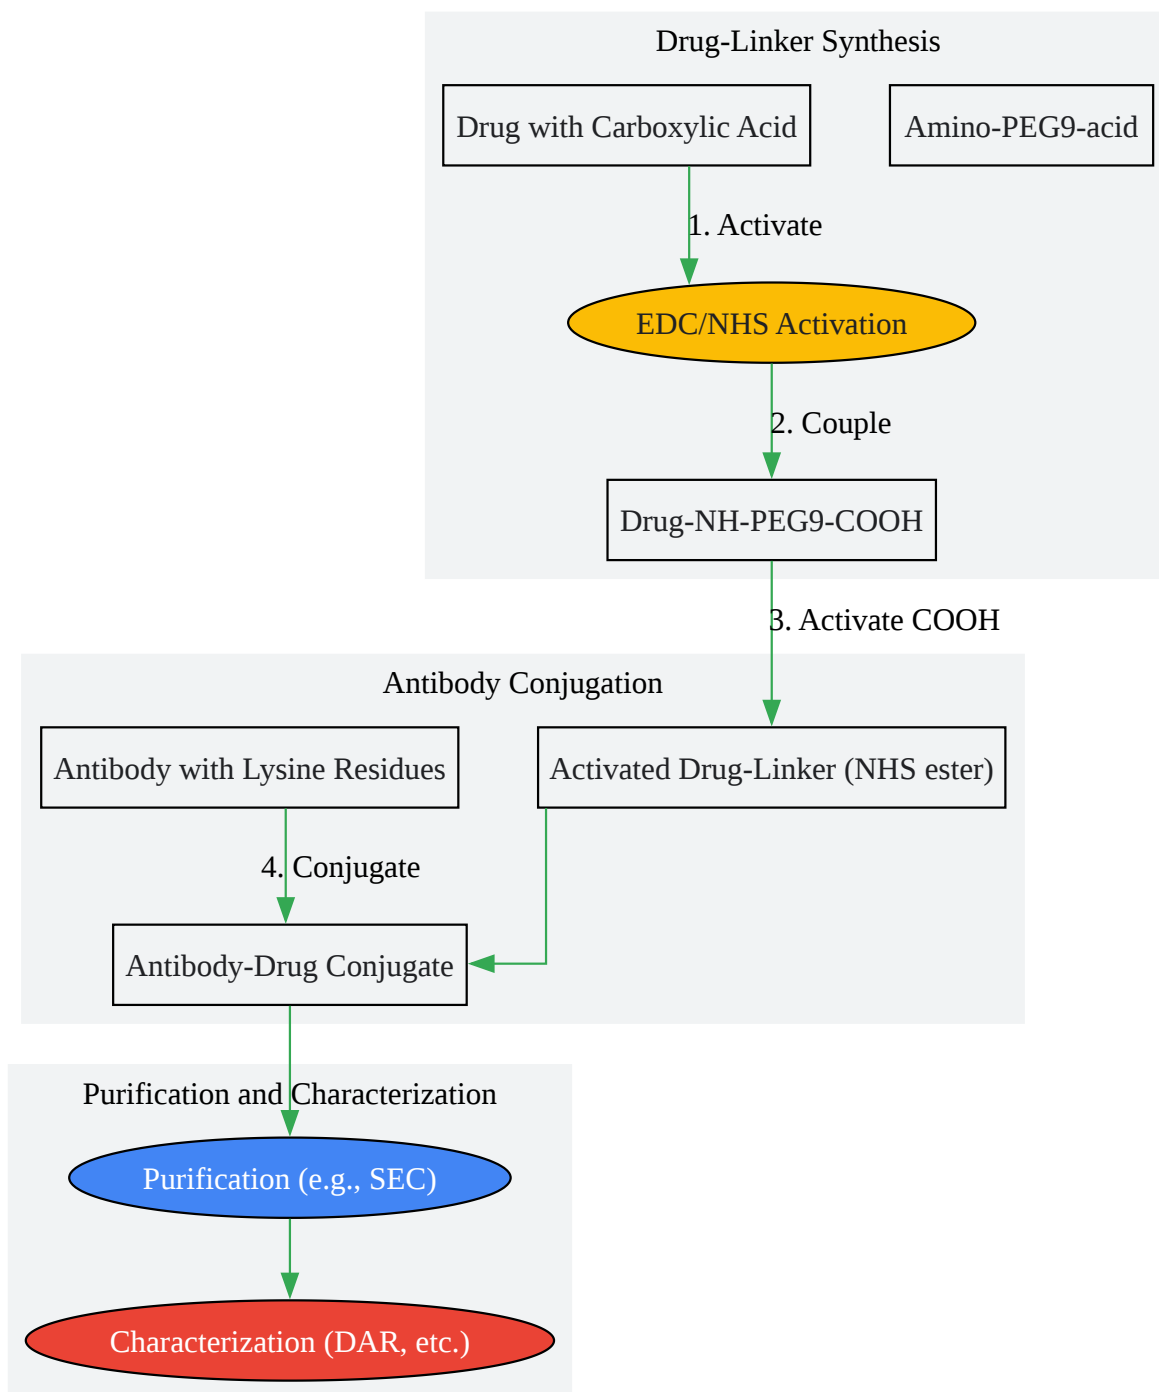 Drug-Linker Synthesis
Drug with Carboxylic Acid
Amino-PEG9-acid
1. Activate
EDC/NHS Activation
2. Couple
Drug-NH-PEG9-COOH
3. Activate COOH
Antibody Conjugation
Antibody with Lysine Residues
Activated Drug-Linker (NHS ester)
4. Conjugate
Antibody-Drug Conjugate
Purification and Characterization
Purification (e.g., SEC)
Characterization (DAR, etc.)